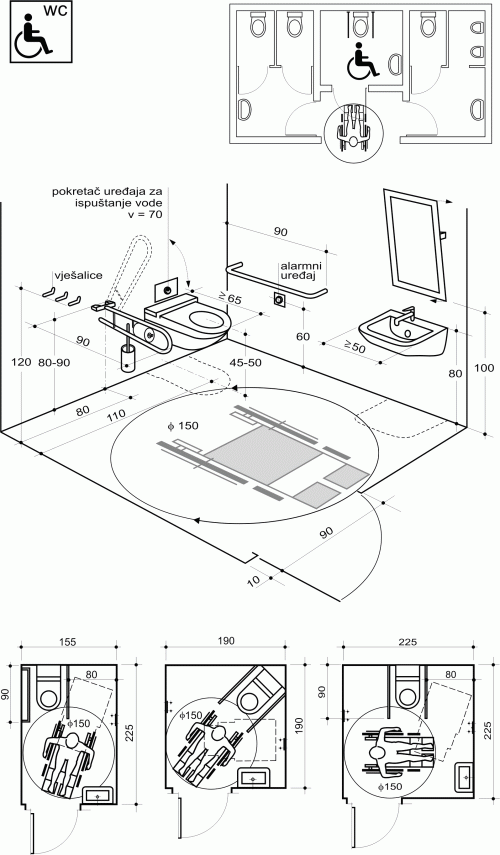 WC
pokretač uređaja za
ispuštanje vode
v = 70
90
alarmni
uređaj
vješalice
≥ 65
90
60
≥50
120
80-90
45-50
80
100
80
110
ϕ 150
90
10
155
190
225
80
90
ϕ150
225
ϕ150
190
80
90
ϕ150
225